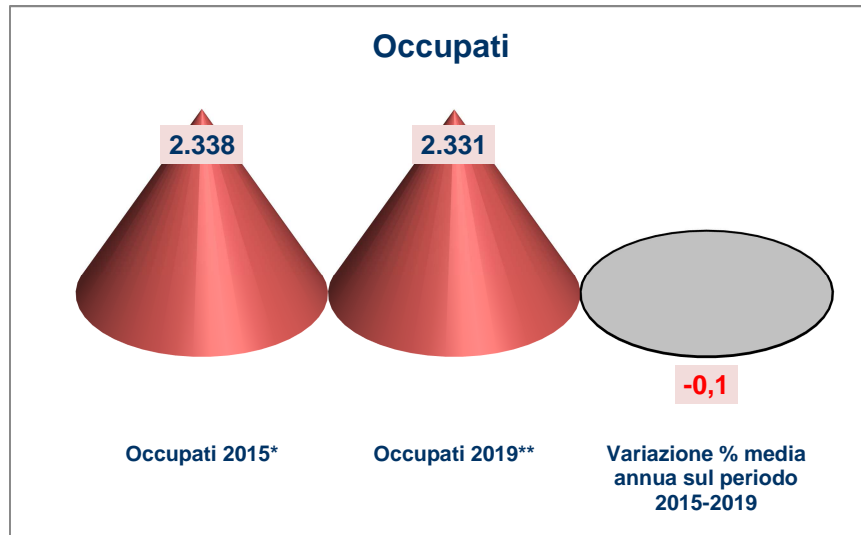 Occupati
2.338
2.331
-0,1
Occupati 2015*
Occupati 2019**
Variazione % media
annua sul periodo
2015-2019